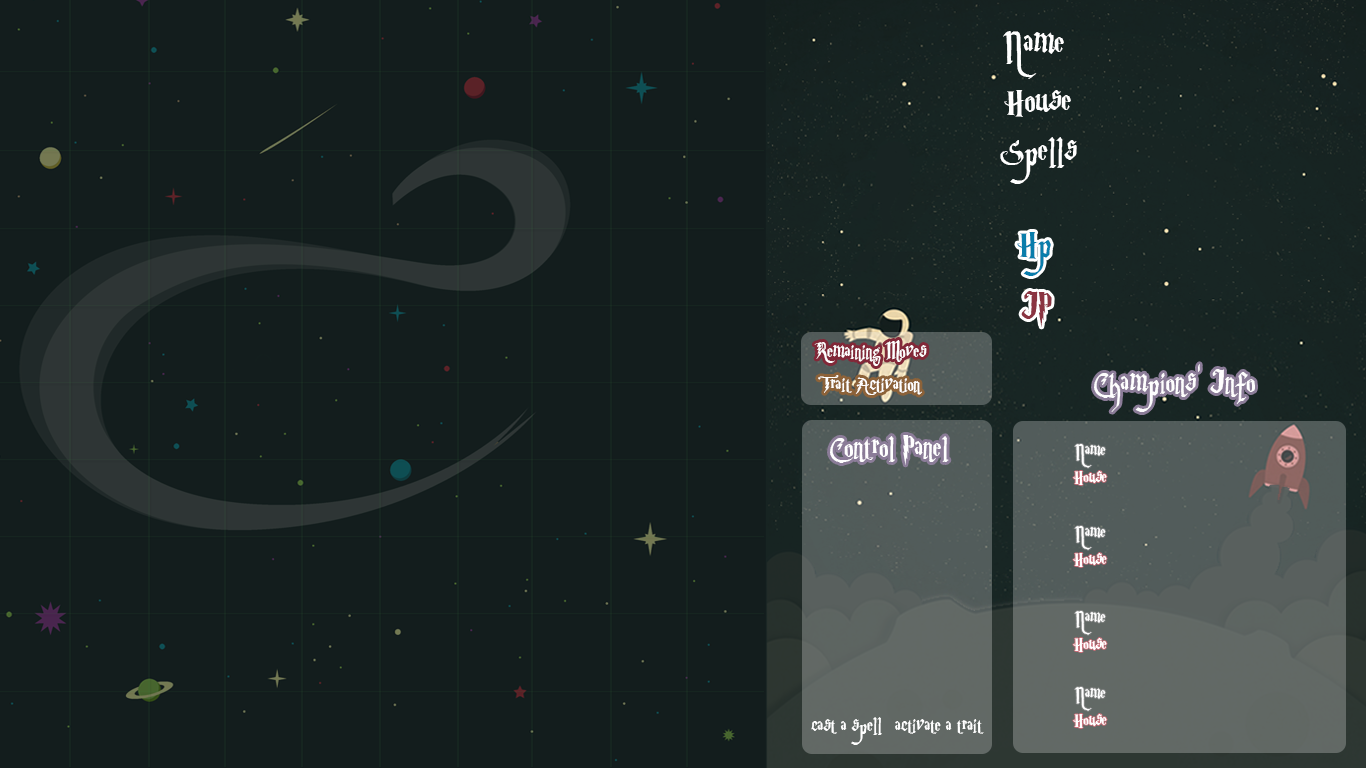 Name
House
Spells
Hp
JP
Remaining Moves
Trait Activation
Champions' Info
Control Panel
Name
House
Name
House
Name
House
Name
House
cast a spell activate a trait